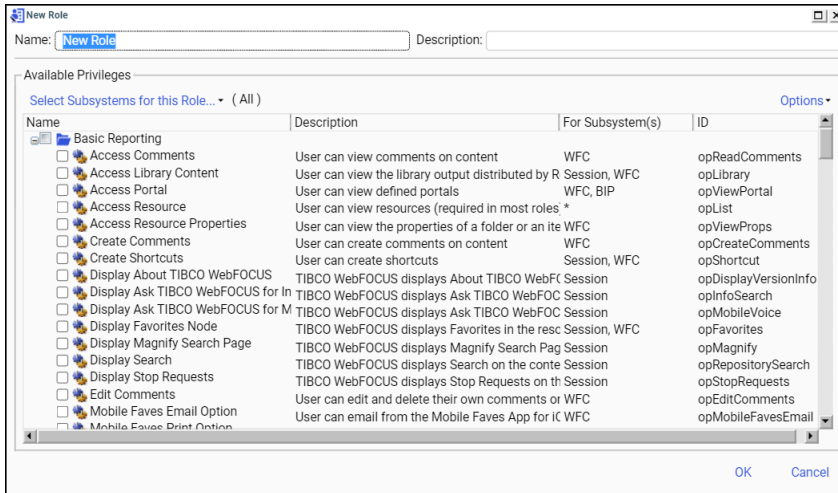 New Role
Name: New Role Description:
Available Privileges
Select Subsystems for this Role... (All) Options
Name Description For Subsystem(s) ID
Basic Reporting
Access Comments User can view comments on content WFC opReadComments
Access Library Content User can view the library output distributed by R Session, WFC opLibrary
Access Portal User can view defined portals WFC, BIP opViewPortal
Access Resource User can view resources (required in most roles) * opList
Access Resource Properties User can view the properties of a folder or an ite WFC opViewProps
Create Comments User can create comments on content WFC opCreateComments
Create Shortcuts User can create shortcuts Session, WFC opShortcut
Display About TIBCO WebFOCUS TIBCO WebFOCUS displays About TIBCO WebF( Session opDisplayVersionInfo
Display Ask TIBCO WebFOCUS for In TIBCO WebFOCUS displays Ask TIBCO WebFOC Session opInfoSearch
Display Ask TIBCO WebFOCUS for M TIBCO WebFOCUS displays Ask TIBCO WebFOC Session opMobileVoice
Display Favorites Node TIBCO WebFOCUS displays Favorites in the resc Session, WFC opFavorites
Display Magnify Search Page TIBCO WebFOCUS displays Magnify Search Pag Session opMagnify
Display Search TIBCO WebFOCUS displays Search on the conte Session opRepositorySearch
Display Stop Requests TIBCO WebFOCUS displays Stop Requests on th Session opStopRequests
Edit Comments User can edit and delete their own comments or WFC opEditComments
Mobile Faves Email Option User can email from the Mobile Faves App for iC WFC opMobileFavesEmail
Mobile Faves Print Option
OK Cancel